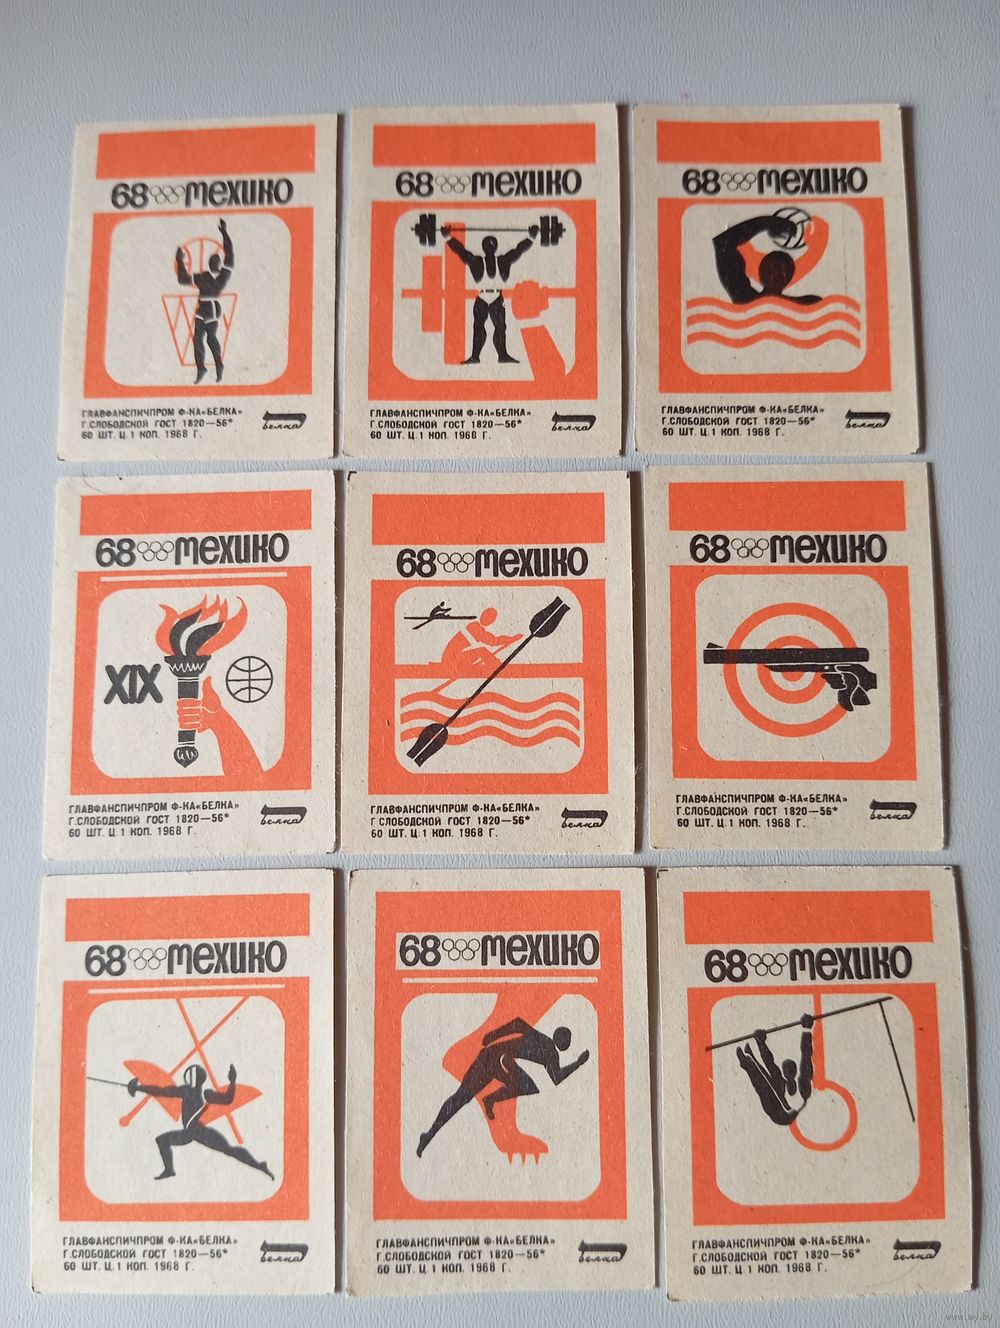 68 МЕХИКО
ГЛАВФАНСПИЧПРОМ Ф-КА«БЕЛКА»
Г.СЛОБОДСКОЙ ГОСТ 1820—56*
60 ШТ. Ц. 1 КОП. 1968 Г.
белка
68 МЕХИКО
ГЛАВФАНСПИЧПРОМ Ф-КА«БЕЛКА»
Г.СЛОБОДСКОЙ ГОСТ 1820—56*
60 ШТ. Ц. 1 КОП. 1968 Г.
белка
68 МЕХИКО
ГЛАВФАНСПИЧПРОМ Ф-КА«БЕЛКА»
Г.СЛОБОДСКОЙ ГОСТ 1820—56*
60 ШТ. Ц. 1 КОП. 1968 Г.
белка
68 МЕХИКО
XIX
ГЛАВФАНСПИЧПРОМ Ф-КА«БЕЛКА»
Г.СЛОБОДСКОЙ ГОСТ 1820—56*
60 ШТ. Ц. 1 КОП. 1968 Г.
белка
68 МЕХИКО
ГЛАВФАНСПИЧПРОМ Ф-КА«БЕЛКА»
Г.СЛОБОДСКОЙ ГОСТ 1820—56*
60 ШТ. Ц. 1 КОП. 1968 Г.
белка
68 МЕХИКО
ГЛАВФАНСПИЧПРОМ Ф-КА«БЕЛКА»
Г.СЛОБОДСКОЙ ГОСТ 1820—56*
60 ШТ. Ц. 1 КОП. 1968 Г.
белка
68 МЕХИКО
ГЛАВФАНСПИЧПРОМ Ф-КА«БЕЛКА»
Г.СЛОБОДСКОЙ ГОСТ 1820—56*
60 ШТ. Ц. 1 КОП. 1968 Г.
белка
68 МЕХИКО
ГЛАВФАНСПИЧПРОМ Ф-КА«БЕЛКА»
Г.СЛОБОДСКОЙ ГОСТ 1820—56*
60 ШТ. Ц. 1 КОП. 1968 Г.
белка
68 МЕХИКО
ГЛАВФАНСПИЧПРОМ Ф-КА«БЕЛКА»
Г.СЛОБОДСКОЙ ГОСТ 1820—56*
60 ШТ. Ц. 1 КОП. 1968 Г.
белка
www.ay.by